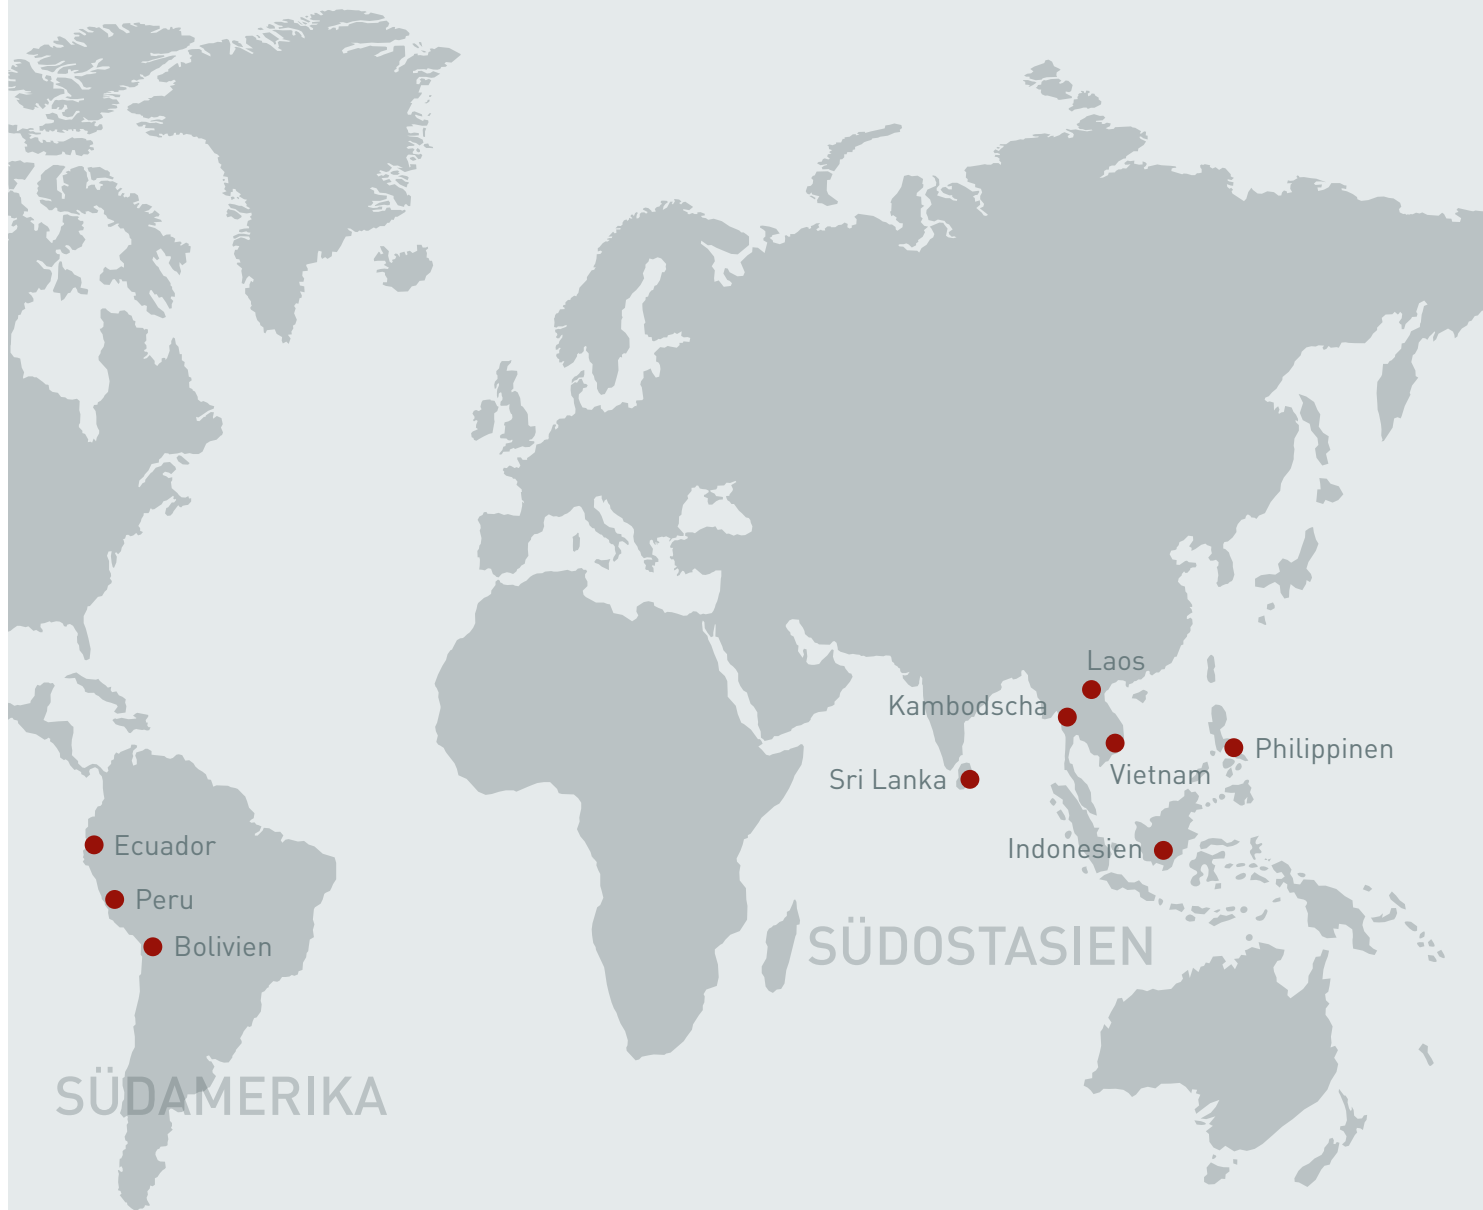 Laos
Kambodscha
Philippinen
Vietnam
Sri Lanka
Ecuador
Indonesien
Peru
Bolivien
SÜDOSTASIEN
SÜDAMERIKA